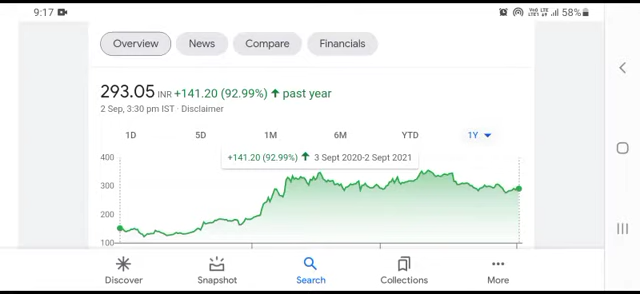 9:17 58%
Overview News Compare Financials
293.05 INR +141.20 (92.99%) ↑ past year
2 Sep, 3:30 pm IST · Disclaimer
1D 5D 1M 6M YTD 1Y
+141.20 (92.99%) ↑ 3 Sept 2020-2 Sept 2021
400
300
200
100
Discover Snapshot Search Collections More